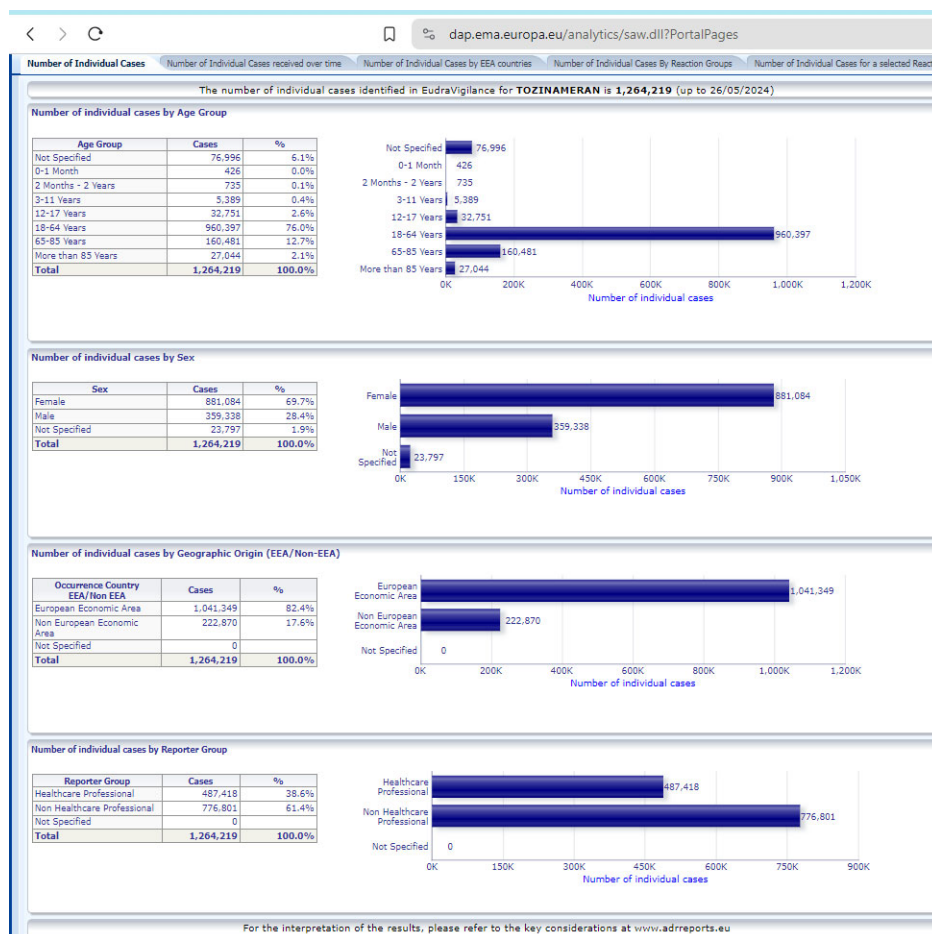 dap.ema.europa.eu/analytics/saw.dll?PortalPages
Number of Individual Cases Number of Individual Cases received over time Number of Individual Cases by EEA countries Number of Individual Cases By Reaction Groups Number of Individual Cases for a selected React
The number of individual cases identified in EudraVigilance for TOZINAMERAN is 1,264,219 (up to 26/05/2024)
Number of individual cases by Age Group
Age Group Cases %
Not Specified 76,996 6.1%
0-1 Month 426 0.0%
2 Months - 2 Years 735 0.1%
3-11 Years 5,389 0.4%
12-17 Years 32,751 2.6%
18-64 Years 960,397 76.0%
65-85 Years 160,481 12.7%
More than 85 Years 27,044 2.1%
Total 1,264,219 100.0%
Not Specified 76,996
0-1 Month 426
2 Months - 2 Years 735
3-11 Years 5,389
12-17 Years 32,751
18-64 Years 960,397
65-85 Years 160,481
More than 85 Years 27,044
0K 200K 400K 600K 800K 1,000K 1,200K
Number of individual cases
Number of individual cases by Sex
Sex Cases %
Female 881,084 69.7%
Male 359,338 28.4%
Not Specified 23,797 1.9%
Total 1,264,219 100.0%
Female 881,084
Male 359,338
Not
Specified 23,797
0K 150K 300K 450K 600K 750K 900K 1,050K
Number of individual cases
Number of individual cases by Geographic Origin (EEA/Non-EEA)
Occurrence Country
EEA/Non EEA Cases %
European Economic Area 1,041,349 82.4%
Non European Economic
Area 222,870 17.6%
Not Specified 0
Total 1,264,219 100.0%
European
Economic Area 1,041,349
Non European
Economic Area 222,870
Not Specified 0
0K 200K 400K 600K 800K 1,000K 1,200K
Number of individual cases
Number of individual cases by Reporter Group
Reporter Group Cases %
Healthcare Professional 487,418 38.6%
Non Healthcare Professional 776,801 61.4%
Not Specified 0
Total 1,264,219 100.0%
Healthcare
Professional 487,418
Non Healthcare
Professional 776,801
Not Specified 0
0K 150K 300K 450K 600K 750K 900K
Number of individual cases
For the interpretation of the results, please refer to the key considerations at www.adrreports.eu